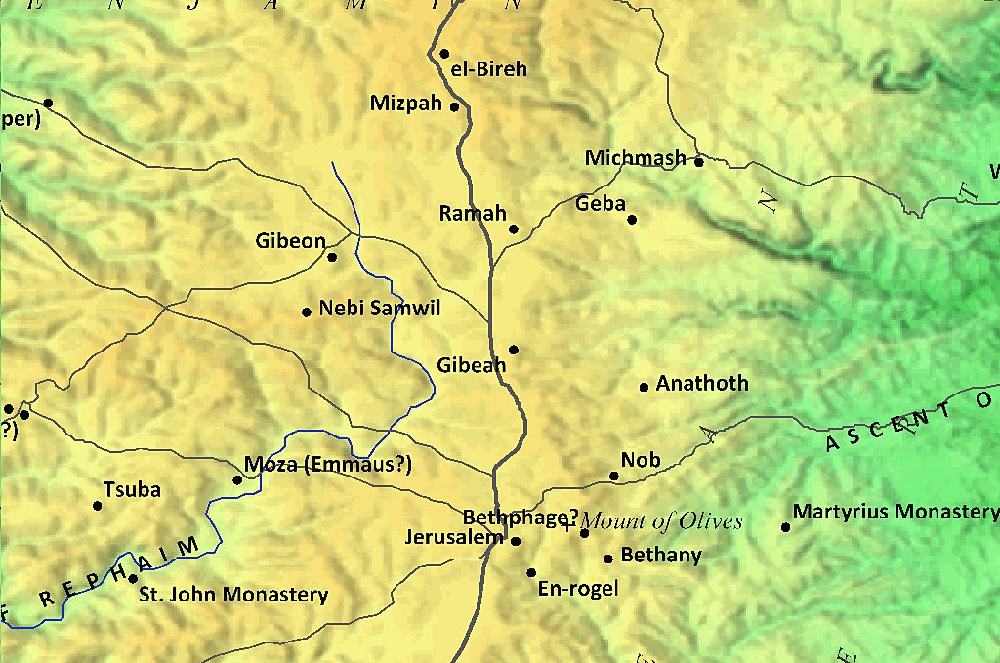 E N J A M I N
el-Bireh
Mizpah
per)
Michmash
W
N
T
Geba
Ramah
Gibeon
Nebi Samwil
Gibeah
Anathoth
ASCENT O
A
R
?)
Nob
Moza (Emmaus?)
Tsuba
Martyrius Monastery
Bethphage?
Mount of Olives
Jerusalem
Bethany
En-rogel
F REPHAIM
St. John Monastery
E
E